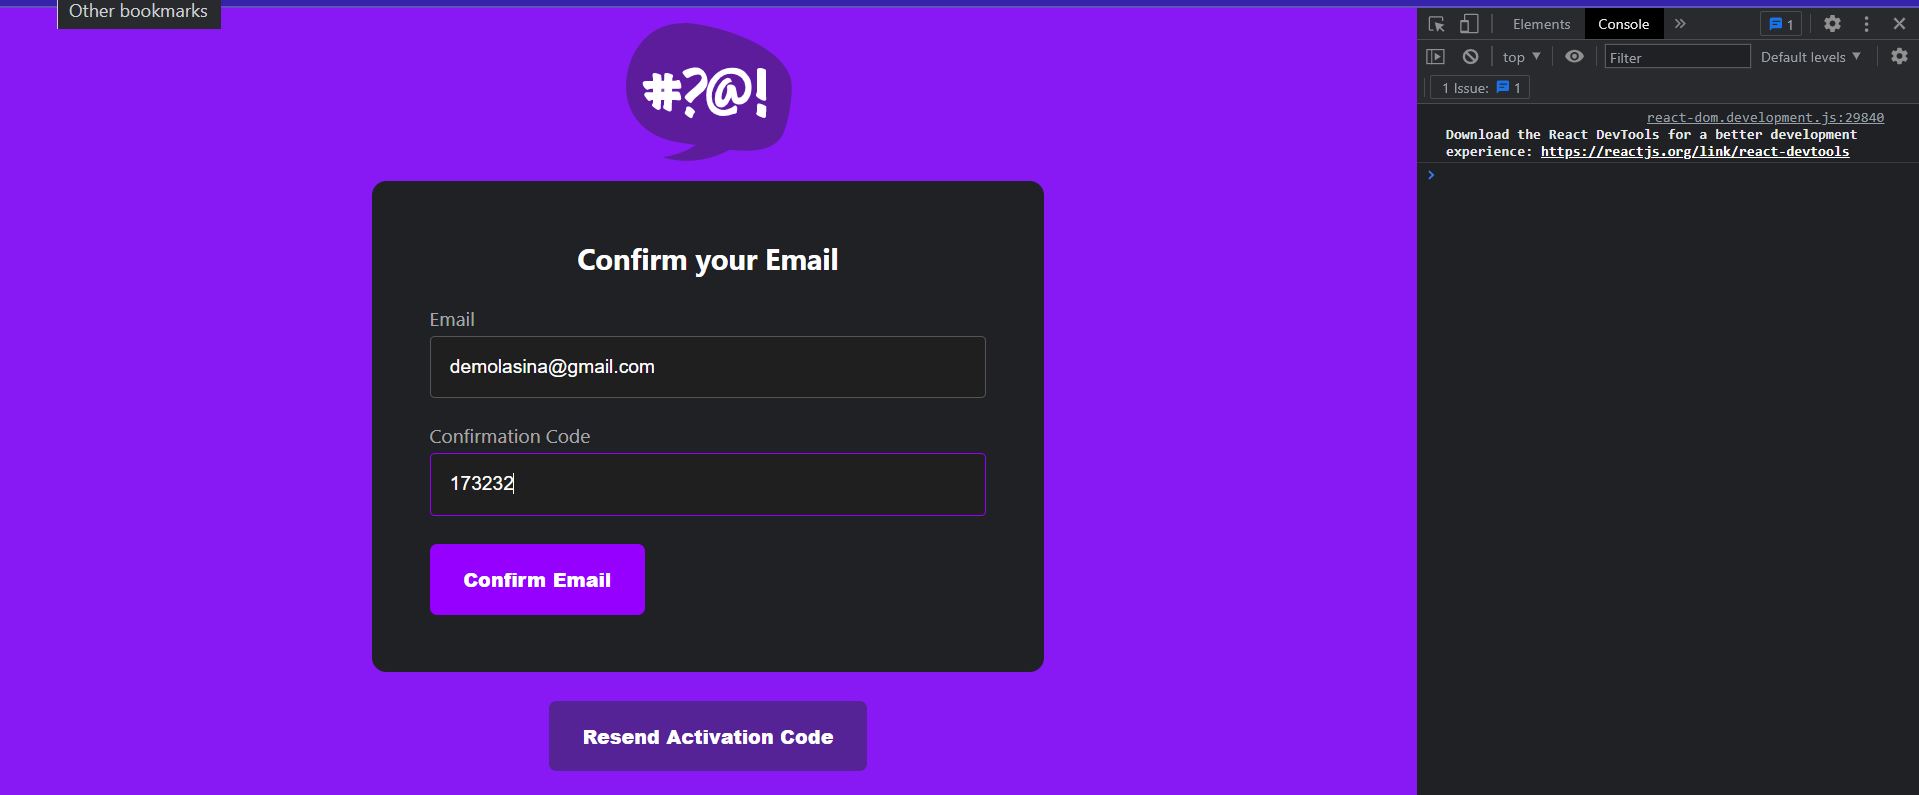 Other bookmarks
#?@!
Confirm your Email
Email
demolasina@gmail.com
Confirmation Code
173232
Confirm Email
Resend Activation Code
Elements Console 1
top Filter Default levels
1 Issue: 1
react-dom.development.js:29840
Download the React DevTools for a better development
experience: https://reactjs.org/link/react-devtools